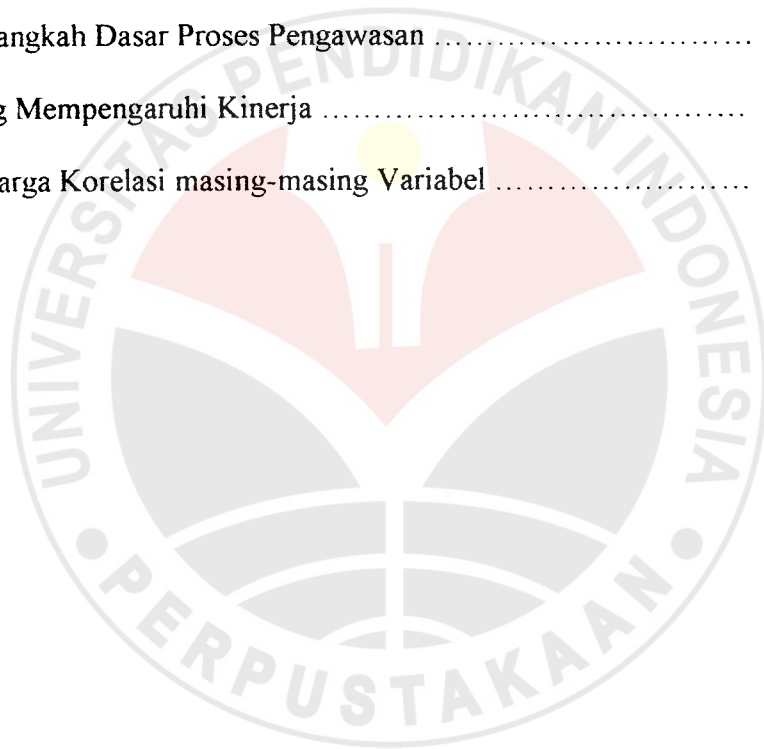 angkah Dasar Proses Pengawasan ................................
g Mempengaruhi Kinerja ..........................................
arga Korelasi masing-masing Variabel ........................
UNIVERSITAS PENDIDIKAN INDONESIA
PERPUSTAKAAN